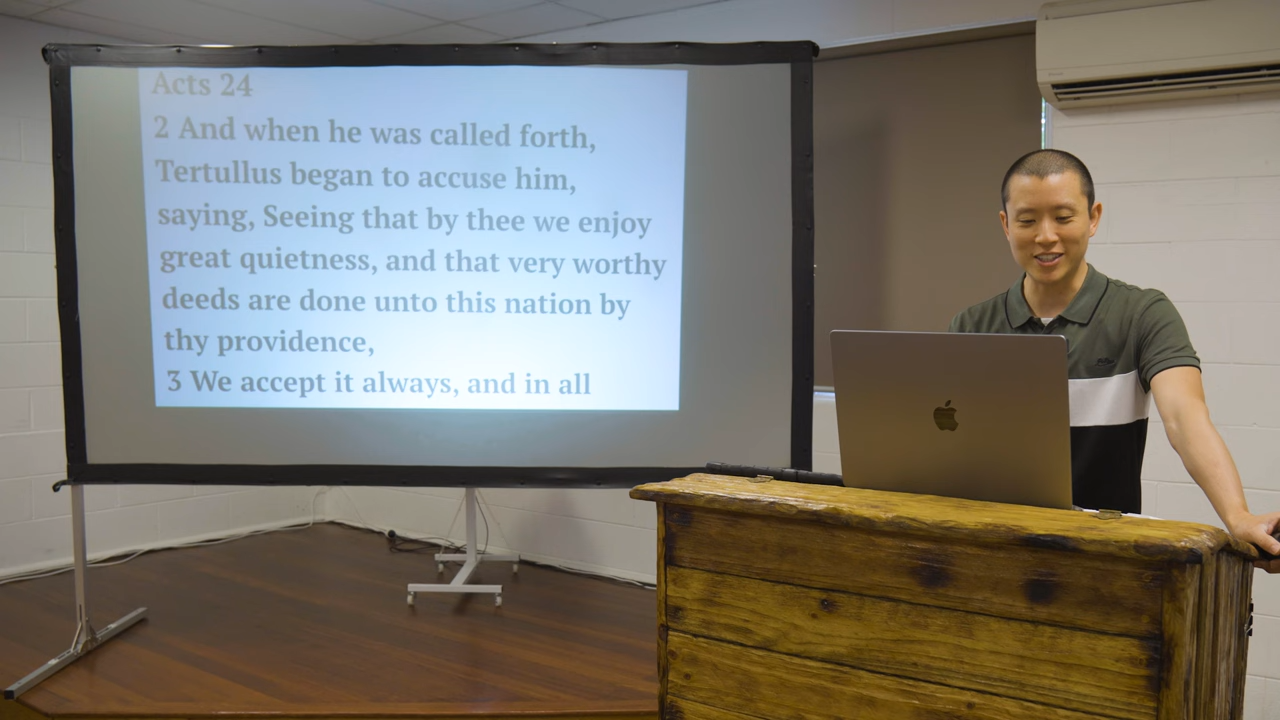 Acts 24
2 And when he was called forth,
Tertullus began to accuse him,
saying, Seeing that by thee we enjoy
great quietness, and that very worthy
deeds are done unto this nation by
thy providence,
3 We accept it always, and in all